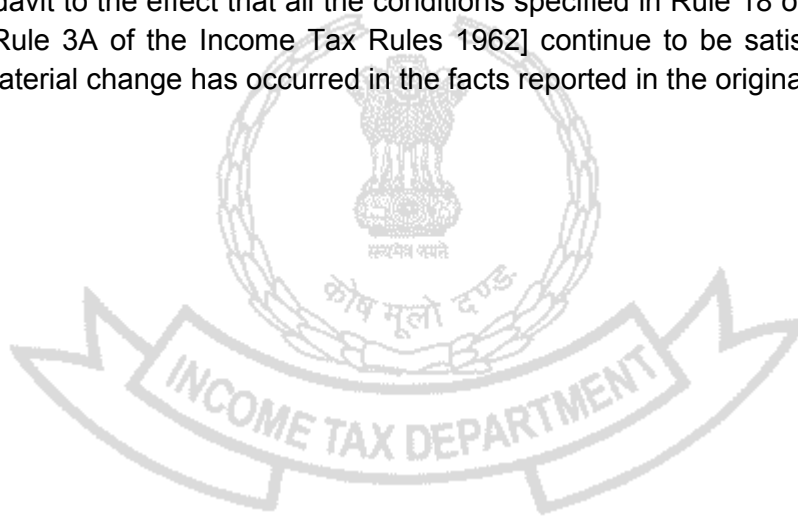 davit to the effect that all the conditions specified in Rule 18 o
Rule 3A of the Income Tax Rules 1962] continue to be satis
aterial change has occurred in the facts reported in the origina
सत्यमेव जयते
कोष मूलो दण्डः
INCOME TAX DEPARTMENT